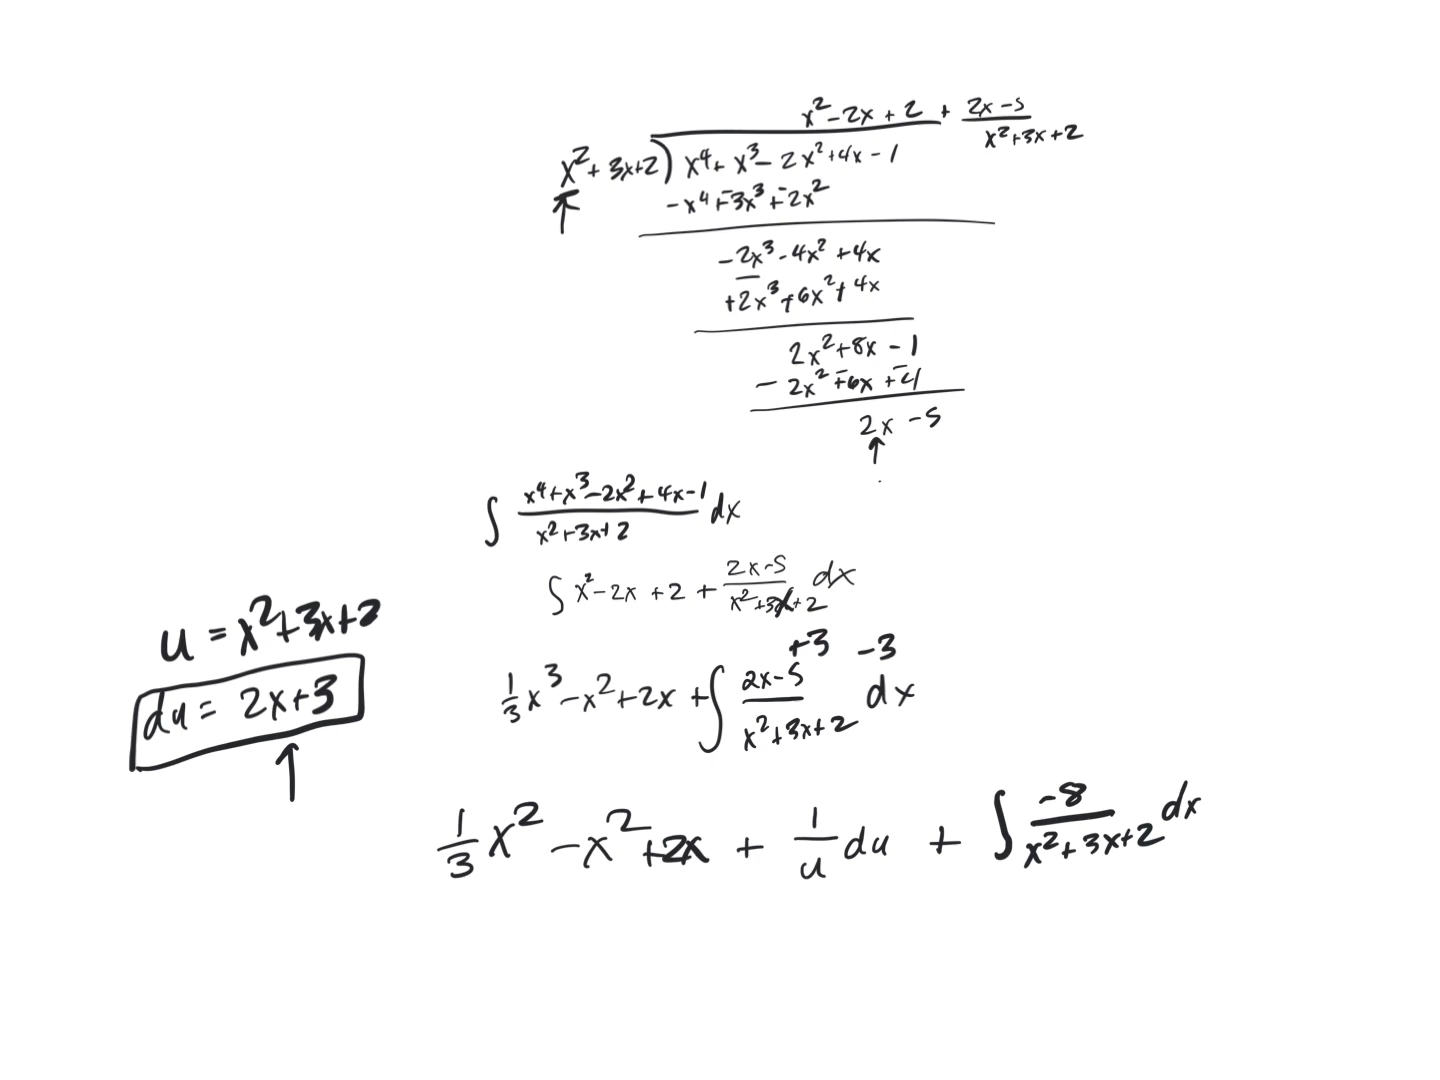 x² - 2x + 2 + (2x - 5)/(x² + 3x + 2)
x² + 3x + 2 ) x⁴ + x³ - 2x² + 4x - 1
- x⁴ +⁻ 3x³ +⁻ 2x²
- 2x³ - 4x² + 4x
+ 2x³ + 6x² + 4x
2x² + 8x - 1
- 2x² +⁻ 6x +⁻ 4
2x - 5
∫ (x⁴ + x³ - 2x² + 4x - 1)/(x² + 3x + 2) dx
∫ x² - 2x + 2 + (2x - 5)/(x² + 3x + 2) dx
u = x² + 3x + 2
+3 -3
du = 2x + 3
1/3 x³ - x² + 2x + ∫ (2x - 5)/(x² + 3x + 2) dx
1/3 x² - x² + 2x + 1/u du + ∫ -8/(x² + 3x + 2) dx